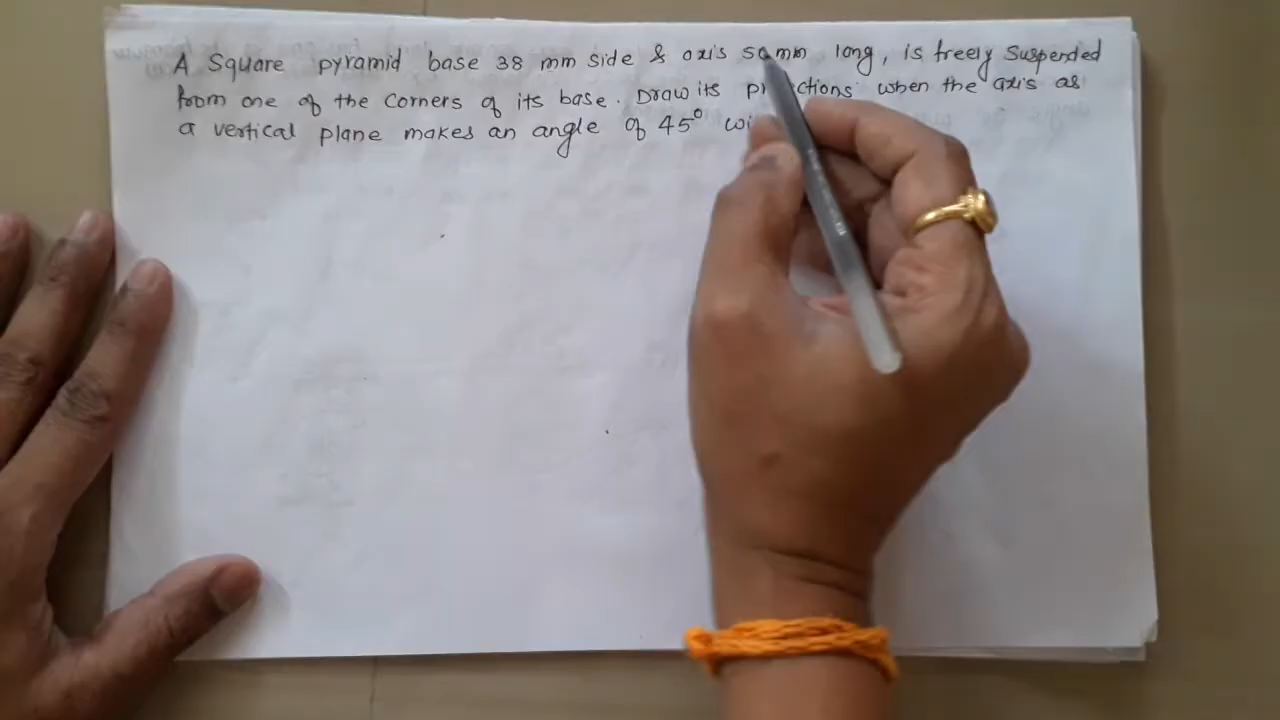 A Square pyramid base 38 mm side & axis 50mm long, is freely Suspended
from one of the Corners of its base. Draw its when the axis as
a vertical plane makes an angle of 45°